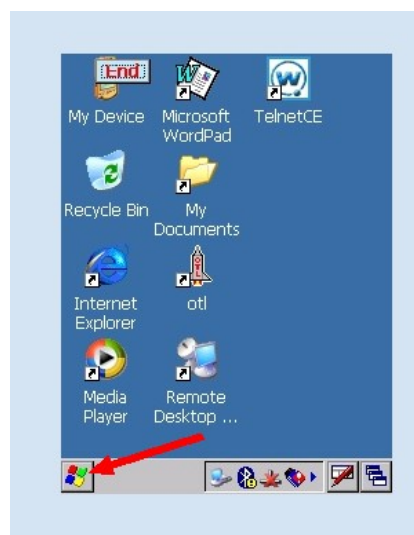 End
My Device
Microsoft
WordPad
TelnetCE
Recycle Bin
My
Documents
Internet
Explorer
otl
Media
Player
Remote
Desktop ...